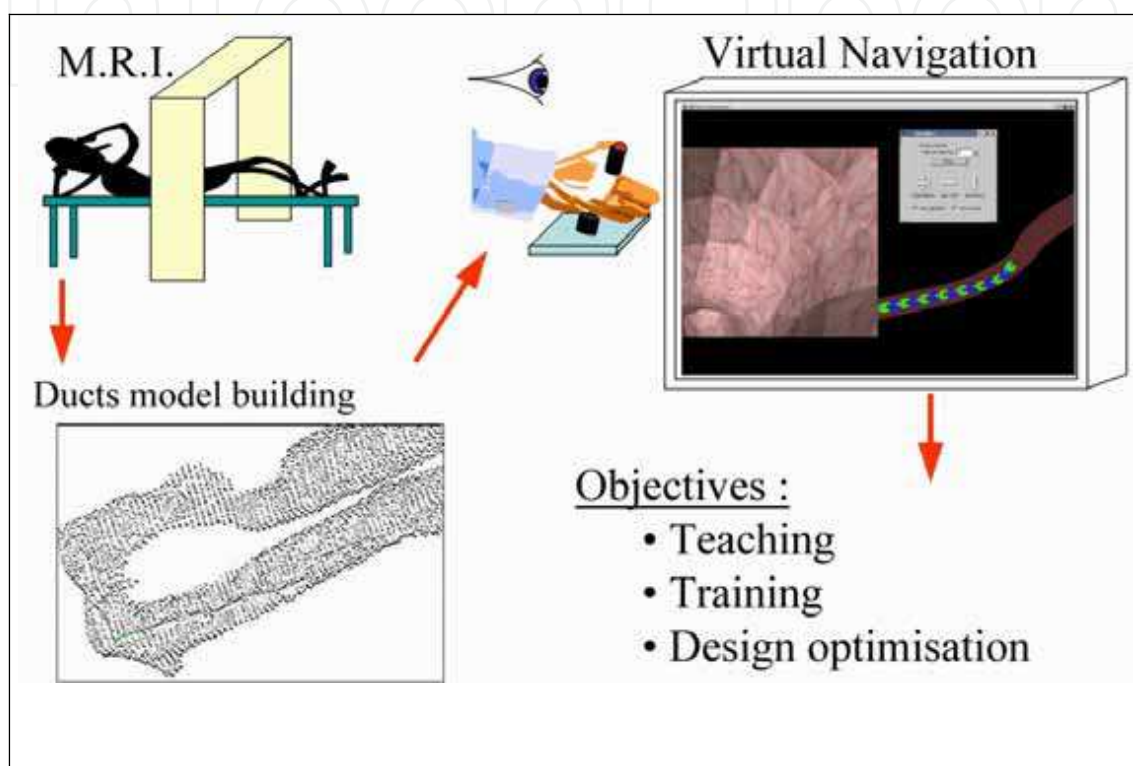 M.R.I.
Virtual Navigation
Ducts model building
Objectives :
• Teaching
• Training
• Design optimisation